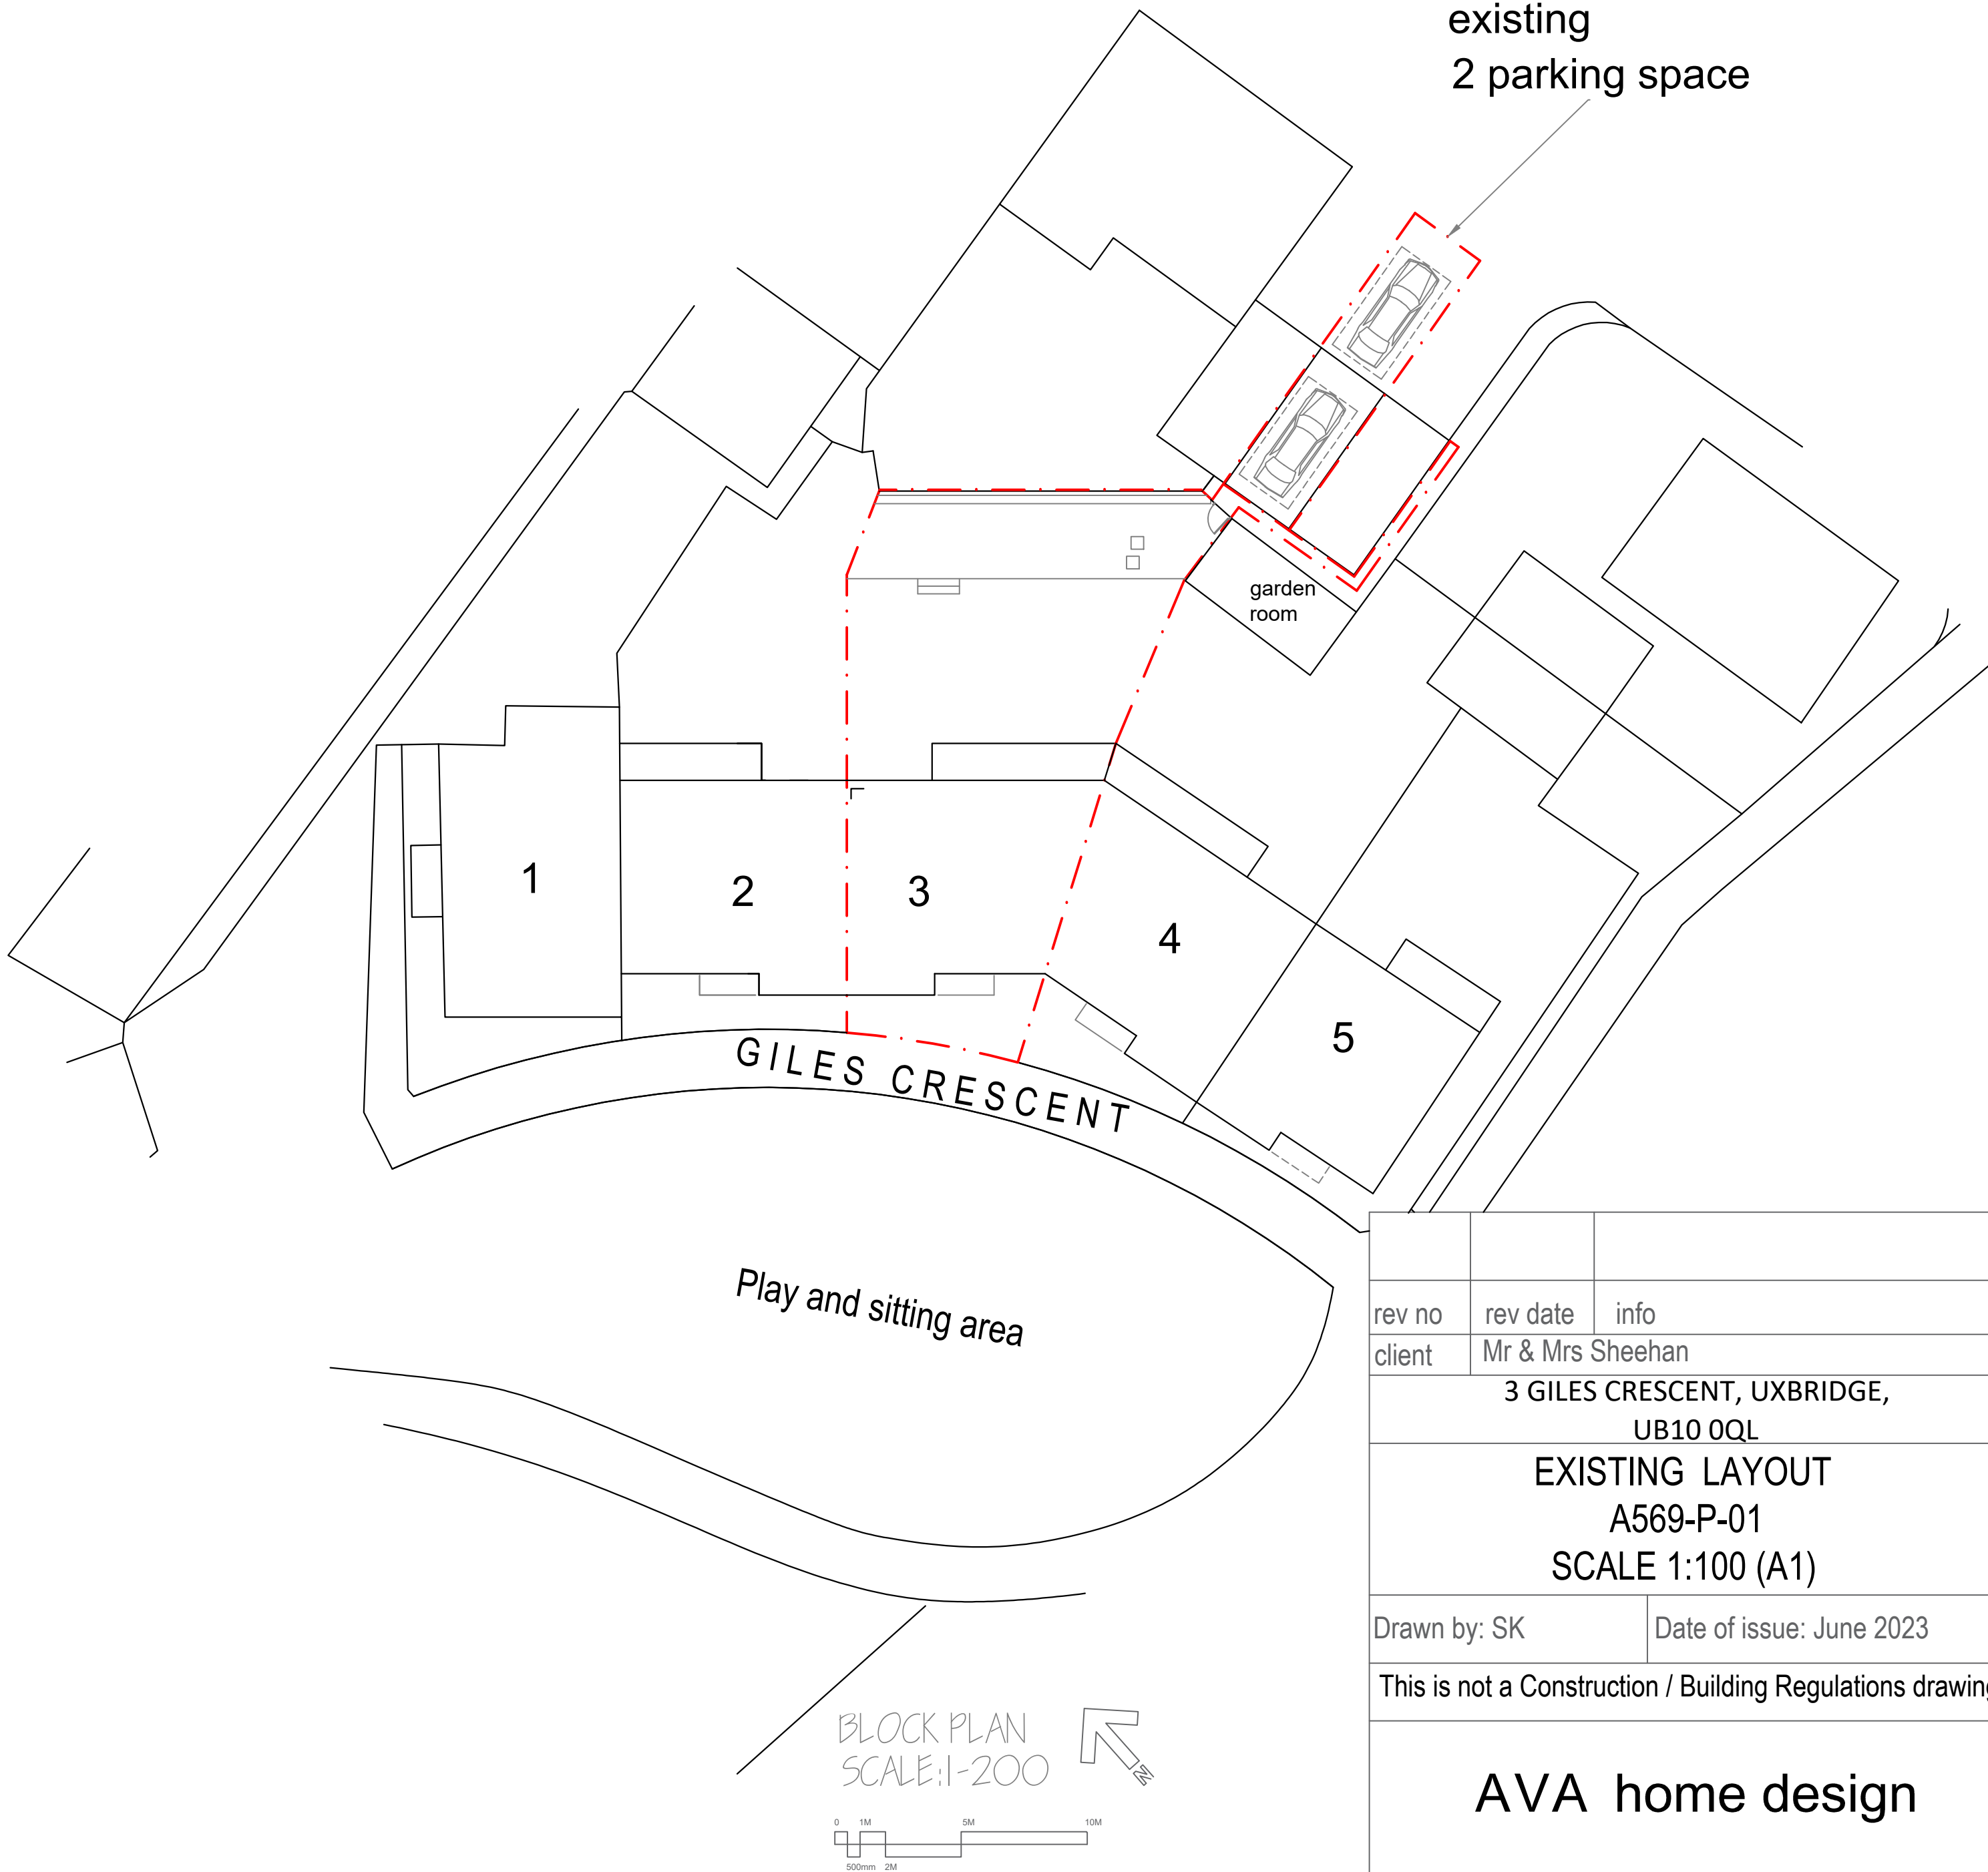 existing
2 parking space
garden
room
1
2
3
4
5
GILES CRESCENT
Play and sitting area
rev no rev date info
client Mr & Mrs Sheehan
3 GILES CRESCENT, UXBRIDGE,
UB10 0QL
EXISTING LAYOUT
A569-P-01
SCALE 1:100 (A1)
Drawn by: SK Date of issue: June 2023
This is not a Construction / Building Regulations drawing
AVA home design
BLOCK PLAN
SCALE:1-200
N
0 1M 5M 10M
500mm 2M